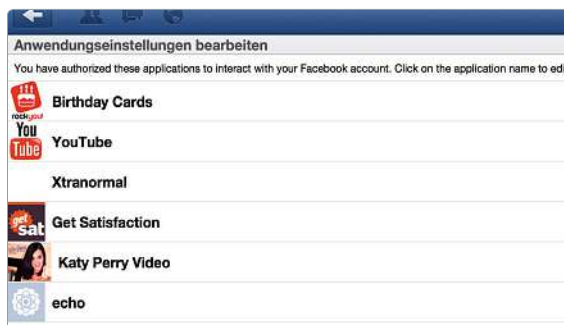 Anwendungseinstellungen bearbeiten
You have authorized these applications to interact with your Facebook account. Click on the application name to edi
rockyou!
Birthday Cards
You
Tube
YouTube
Xtranormal
get
sat
Get Satisfaction
Katy Perry Video
echo